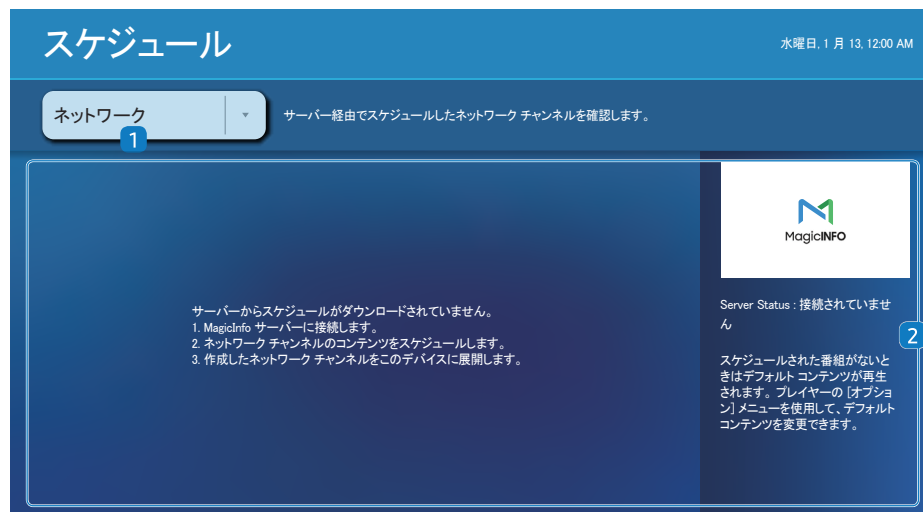 スケジュール
水曜日, 1 月 13, 12:00 AM
ネットワーク
1
サーバー経由でスケジュールしたネットワーク チャンネルを確認します。
サーバーからスケジュールがダウンロードされていません。
1. MagicInfo サーバーに接続します。
2. ネットワーク チャンネルのコンテンツをスケジュールします。
3. 作成したネットワーク チャンネルをこのデバイスに展開します。
MagicINFO
Server Status : 接続されていませ
ん
2
スケジュールされた番組がないと
きはデフォルト コンテンツが再生
されます。プレイヤーの [オプショ
ン] メニューを使用して、デフォルト
コンテンツを変更できます。